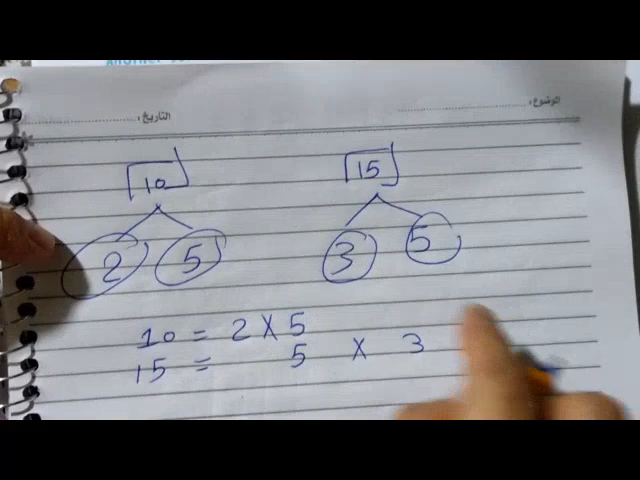 الموضوع: التاريخ:
10 15
2 5 3 5
10 = 2 X 5
15 = 5 X 3